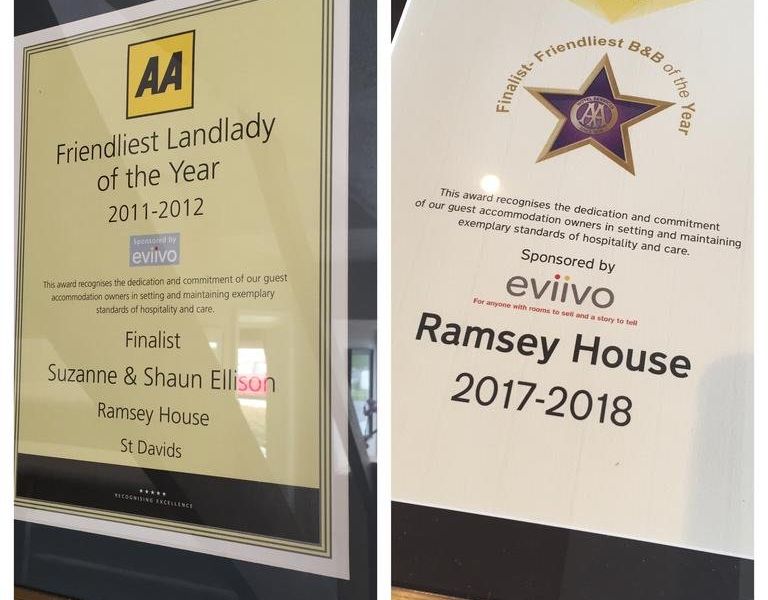 AA
Friendliest Landlady
of the Year
2011-2012
Sponsored by
eviivo
This award recognises the dedication and commitment of our guest
accommodation owners in setting and maintaining exemplary
standards of hospitality and care.
Finalist
Suzanne & Shaun Ellison
Ramsey House
St Davids
RECOGNISING EXCELLENCE
Finalist- Friendliest B&B of the Year
AA
This award recognises the dedication and commitment
of our guest accommodation owners in setting and maintaining
exemplary standards of hospitality and care.
Sponsored by
eviivo
For anyone with rooms to sell and a story to tell
Ramsey House
2017-2018